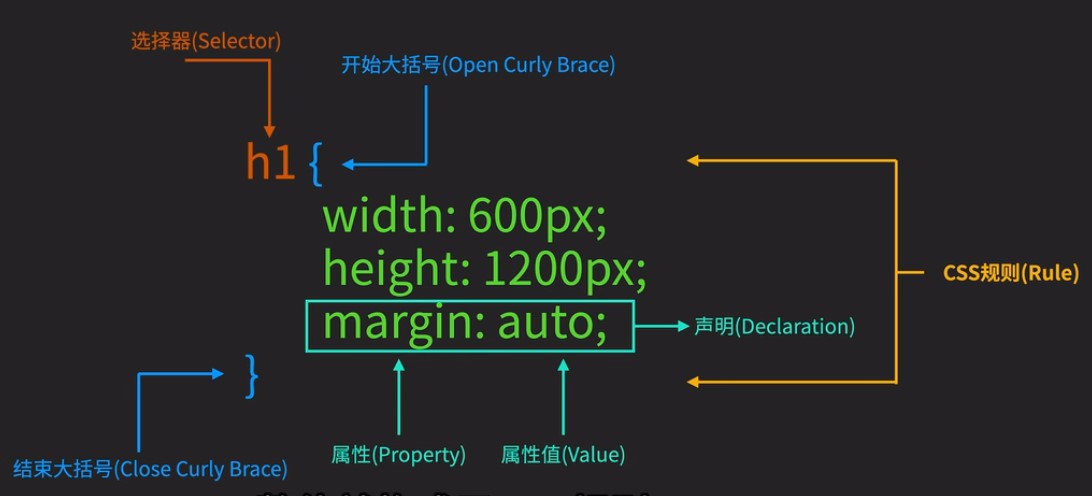 选择器(Selector)
开始大括号(Open Curly Brace)
h1 {
width: 600px;
height: 1200px;
CSS规则(Rule)
margin: auto;
声明(Declaration)
}
属性(Property)
属性值(Value)
结束大括号(Close Curly Brace)